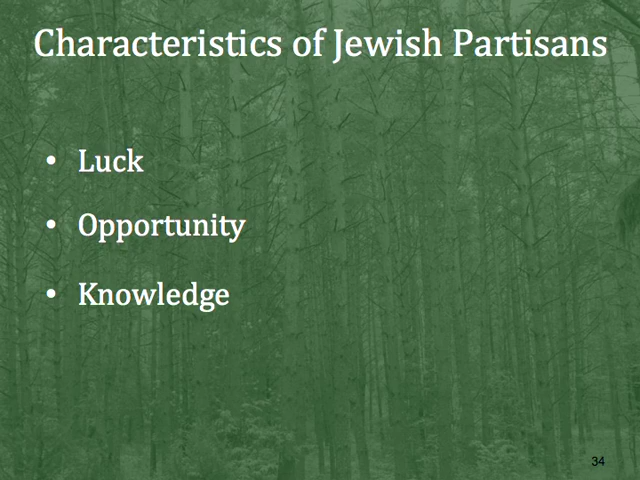 Characteristics of Jewish Partisans
• Luck
• Opportunity
• Knowledge
34